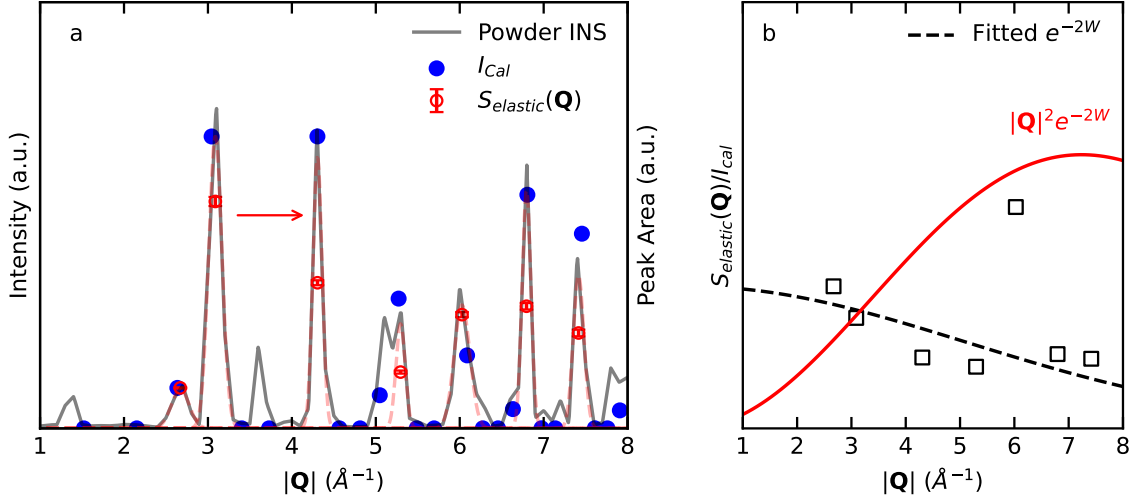 a
Powder INS
I_Cal
S_elastic(Q)
Intensity (a.u.)
Peak Area (a.u.)
1 2 3 4 5 6 7 8
|Q| (Å⁻¹)
b
Fitted e⁻²ᵂ
|Q|²e⁻²ᵂ
S_elastic(Q)/I_cal
1 2 3 4 5 6 7 8
|Q| (Å⁻¹)